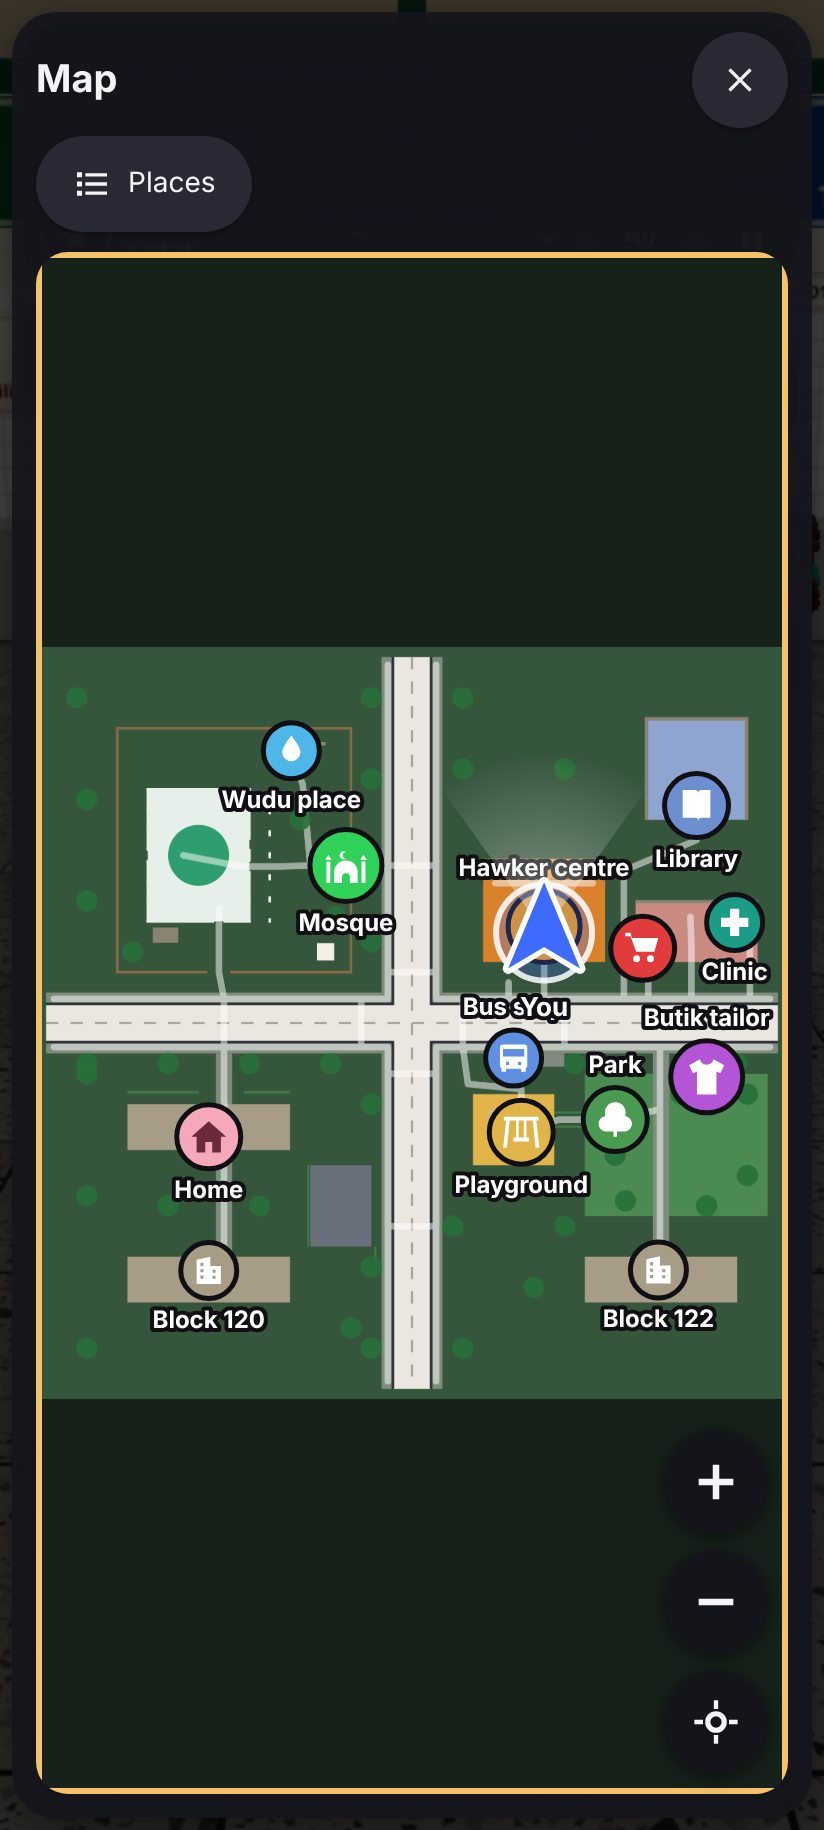 Map
Places
Wudu place
Mosque
Hawker centre
Library
Clinic
Bus s
You
Butik tailor
Park
Home
Playground
Block 120
Block 122